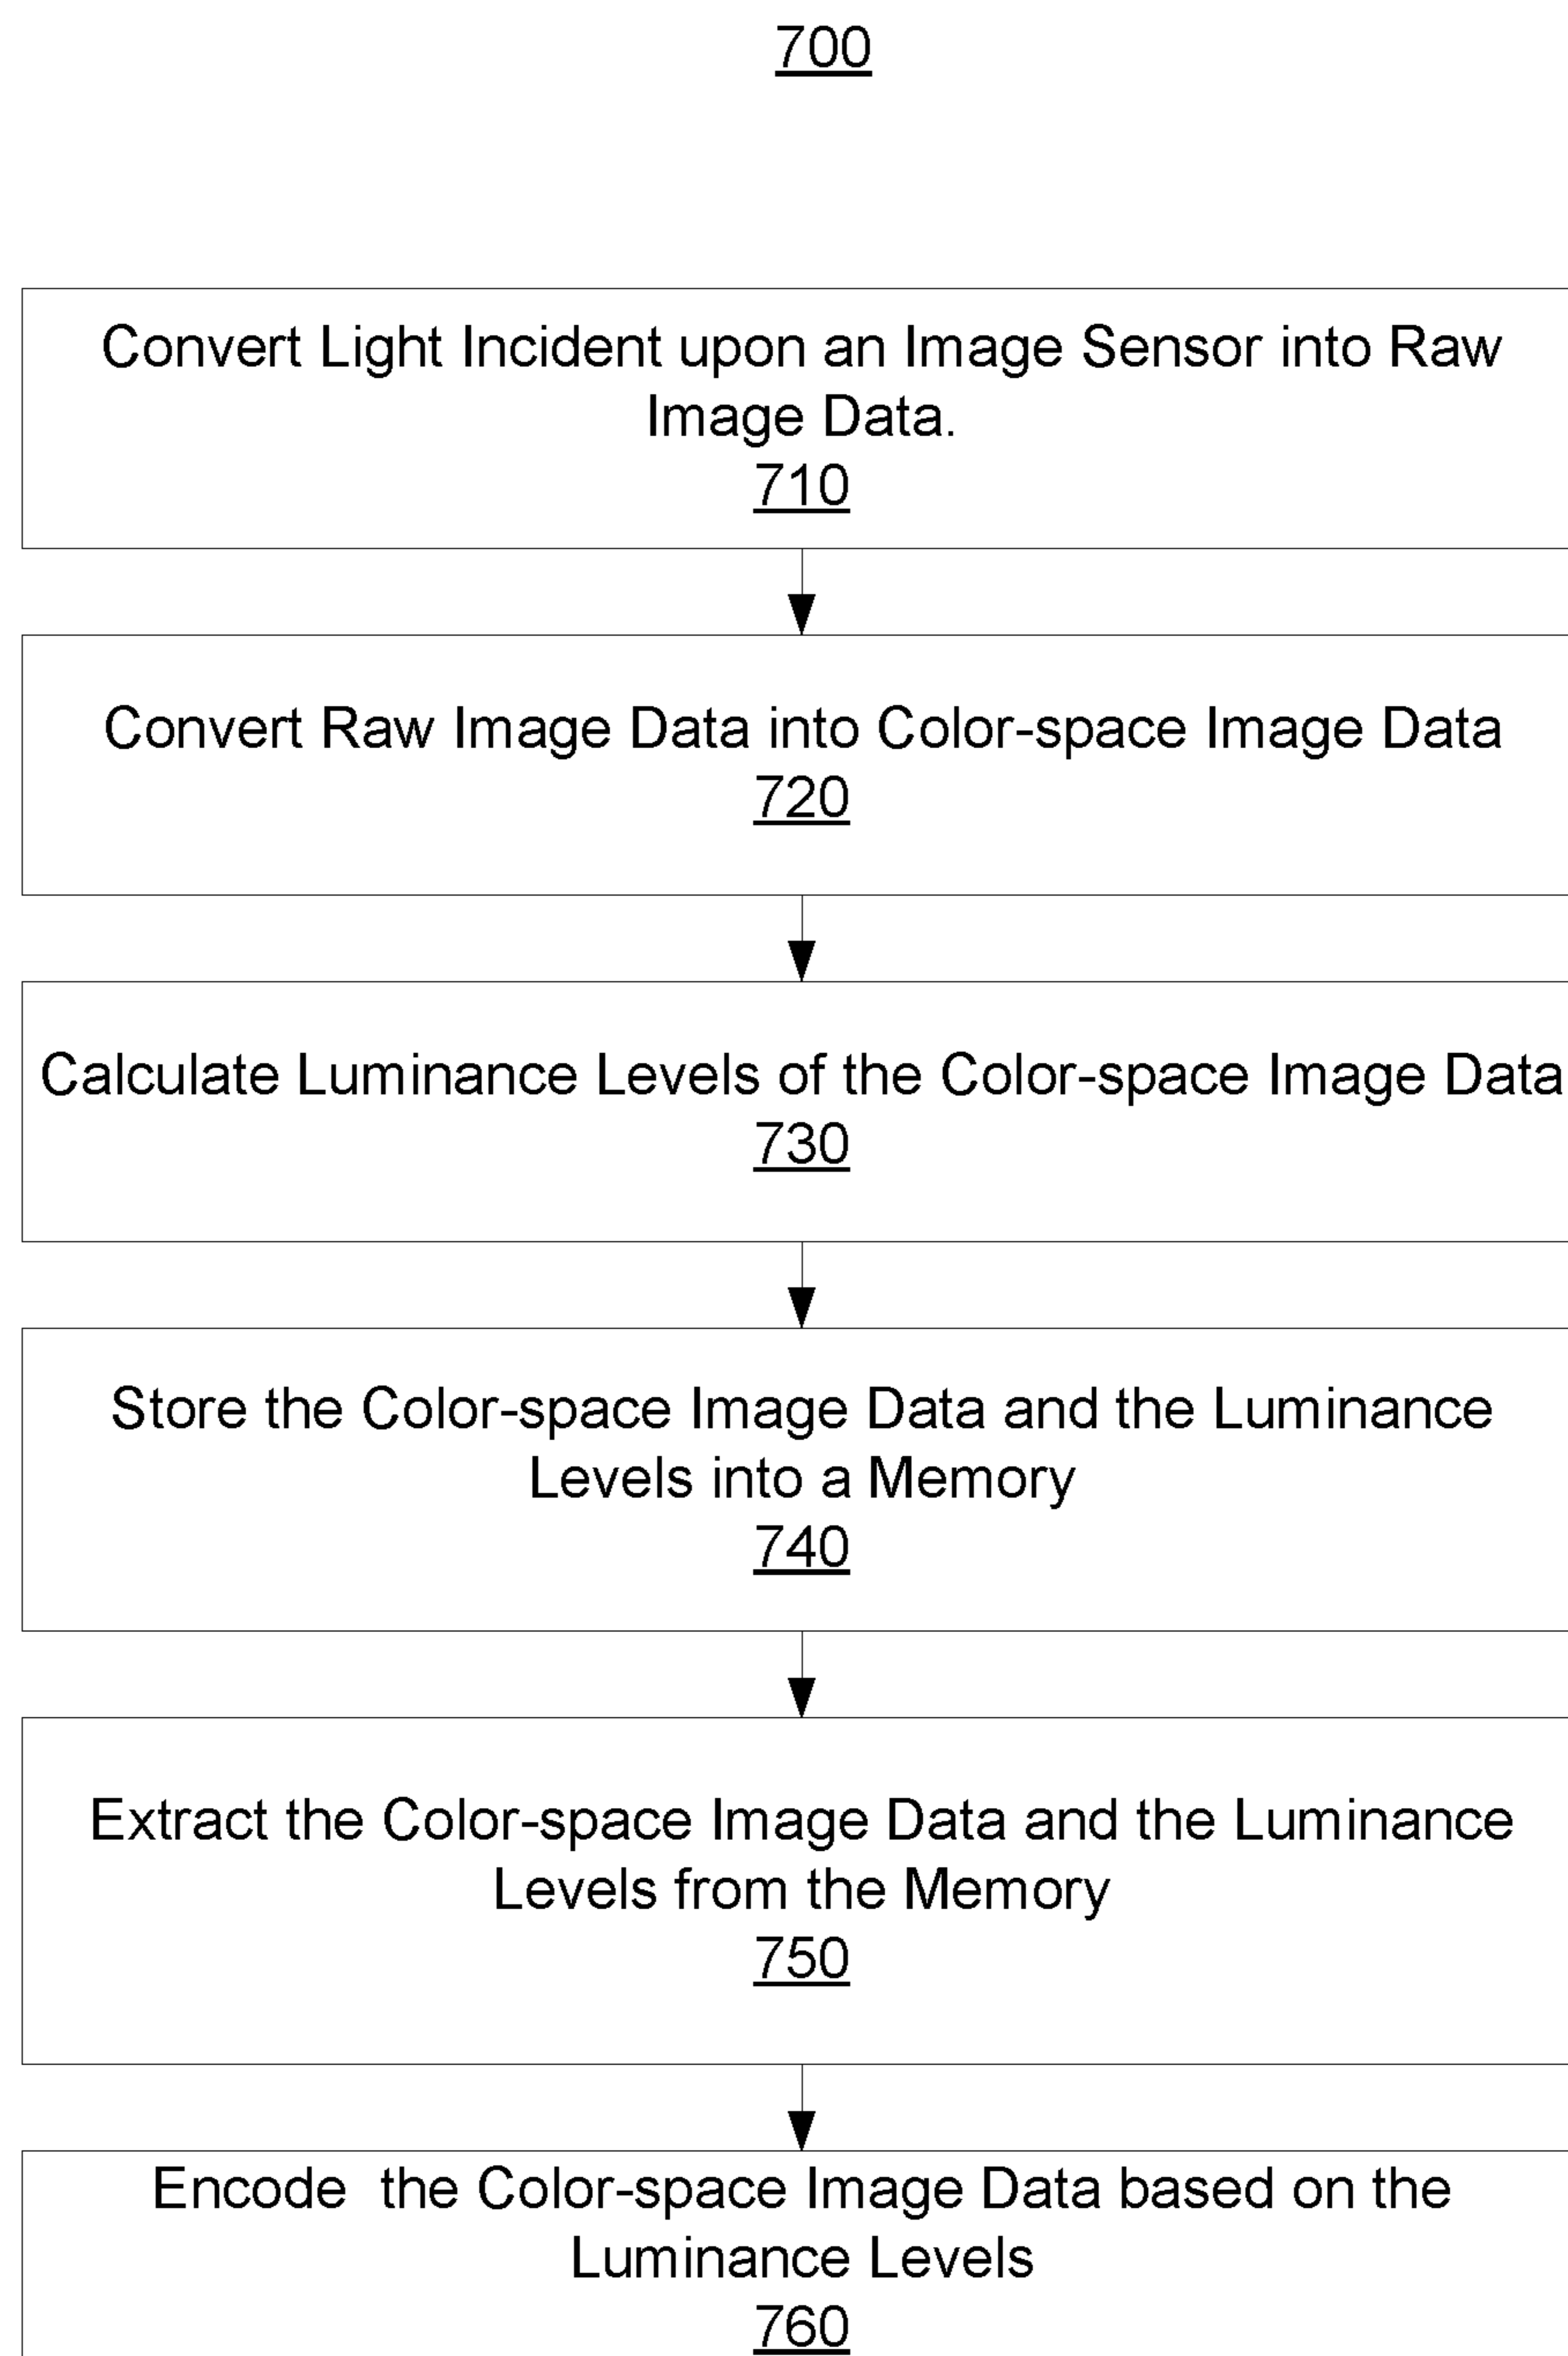 700
Convert Light Incident upon an Image Sensor into Raw
Image Data.
710
Convert Raw Image Data into Color-space Image Data
720
Calculate Luminance Levels of the Color-space Image Data
730
Store the Color-space Image Data and the Luminance
Levels into a Memory
740
Extract the Color-space Image Data and the Luminance
Levels from the Memory
750
Encode  the Color-space Image Data based on the
Luminance Levels
760